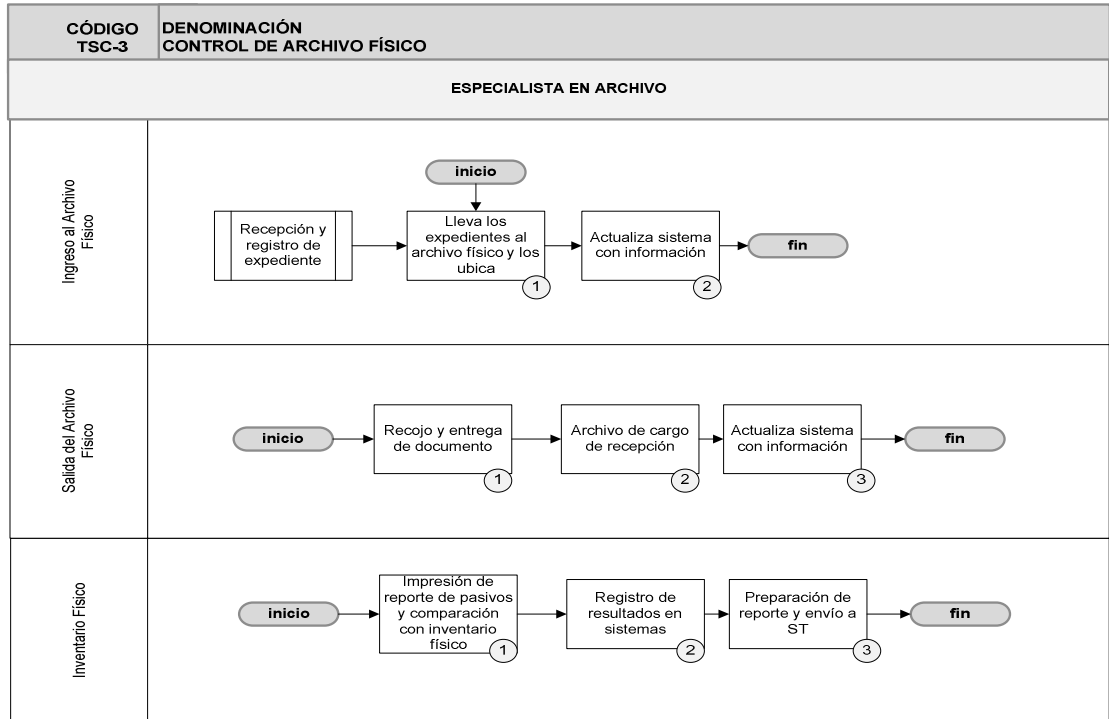 CÓDIGO
TSC-3
DENOMINACIÓN
CONTROL DE ARCHIVO FÍSICO
ESPECIALISTA EN ARCHIVO
Ingreso al Archivo
Físico
inicio
Recepción y
registro de
expediente
Lleva los
expedientes al
archivo físico y los
ubica
1
Actualiza sistema
con información
2
fin
Salida del Archivo
Físico
inicio
Recojo y entrega
de documento
1
Archivo de cargo
de recepción
2
Actualiza sistema
con información
3
fin
Inventario Físico
inicio
Impresión de
reporte de pasivos
y comparación
con inventario
físico
1
Registro de
resultados en
sistemas
2
Preparación de
reporte y envío a
ST
3
fin